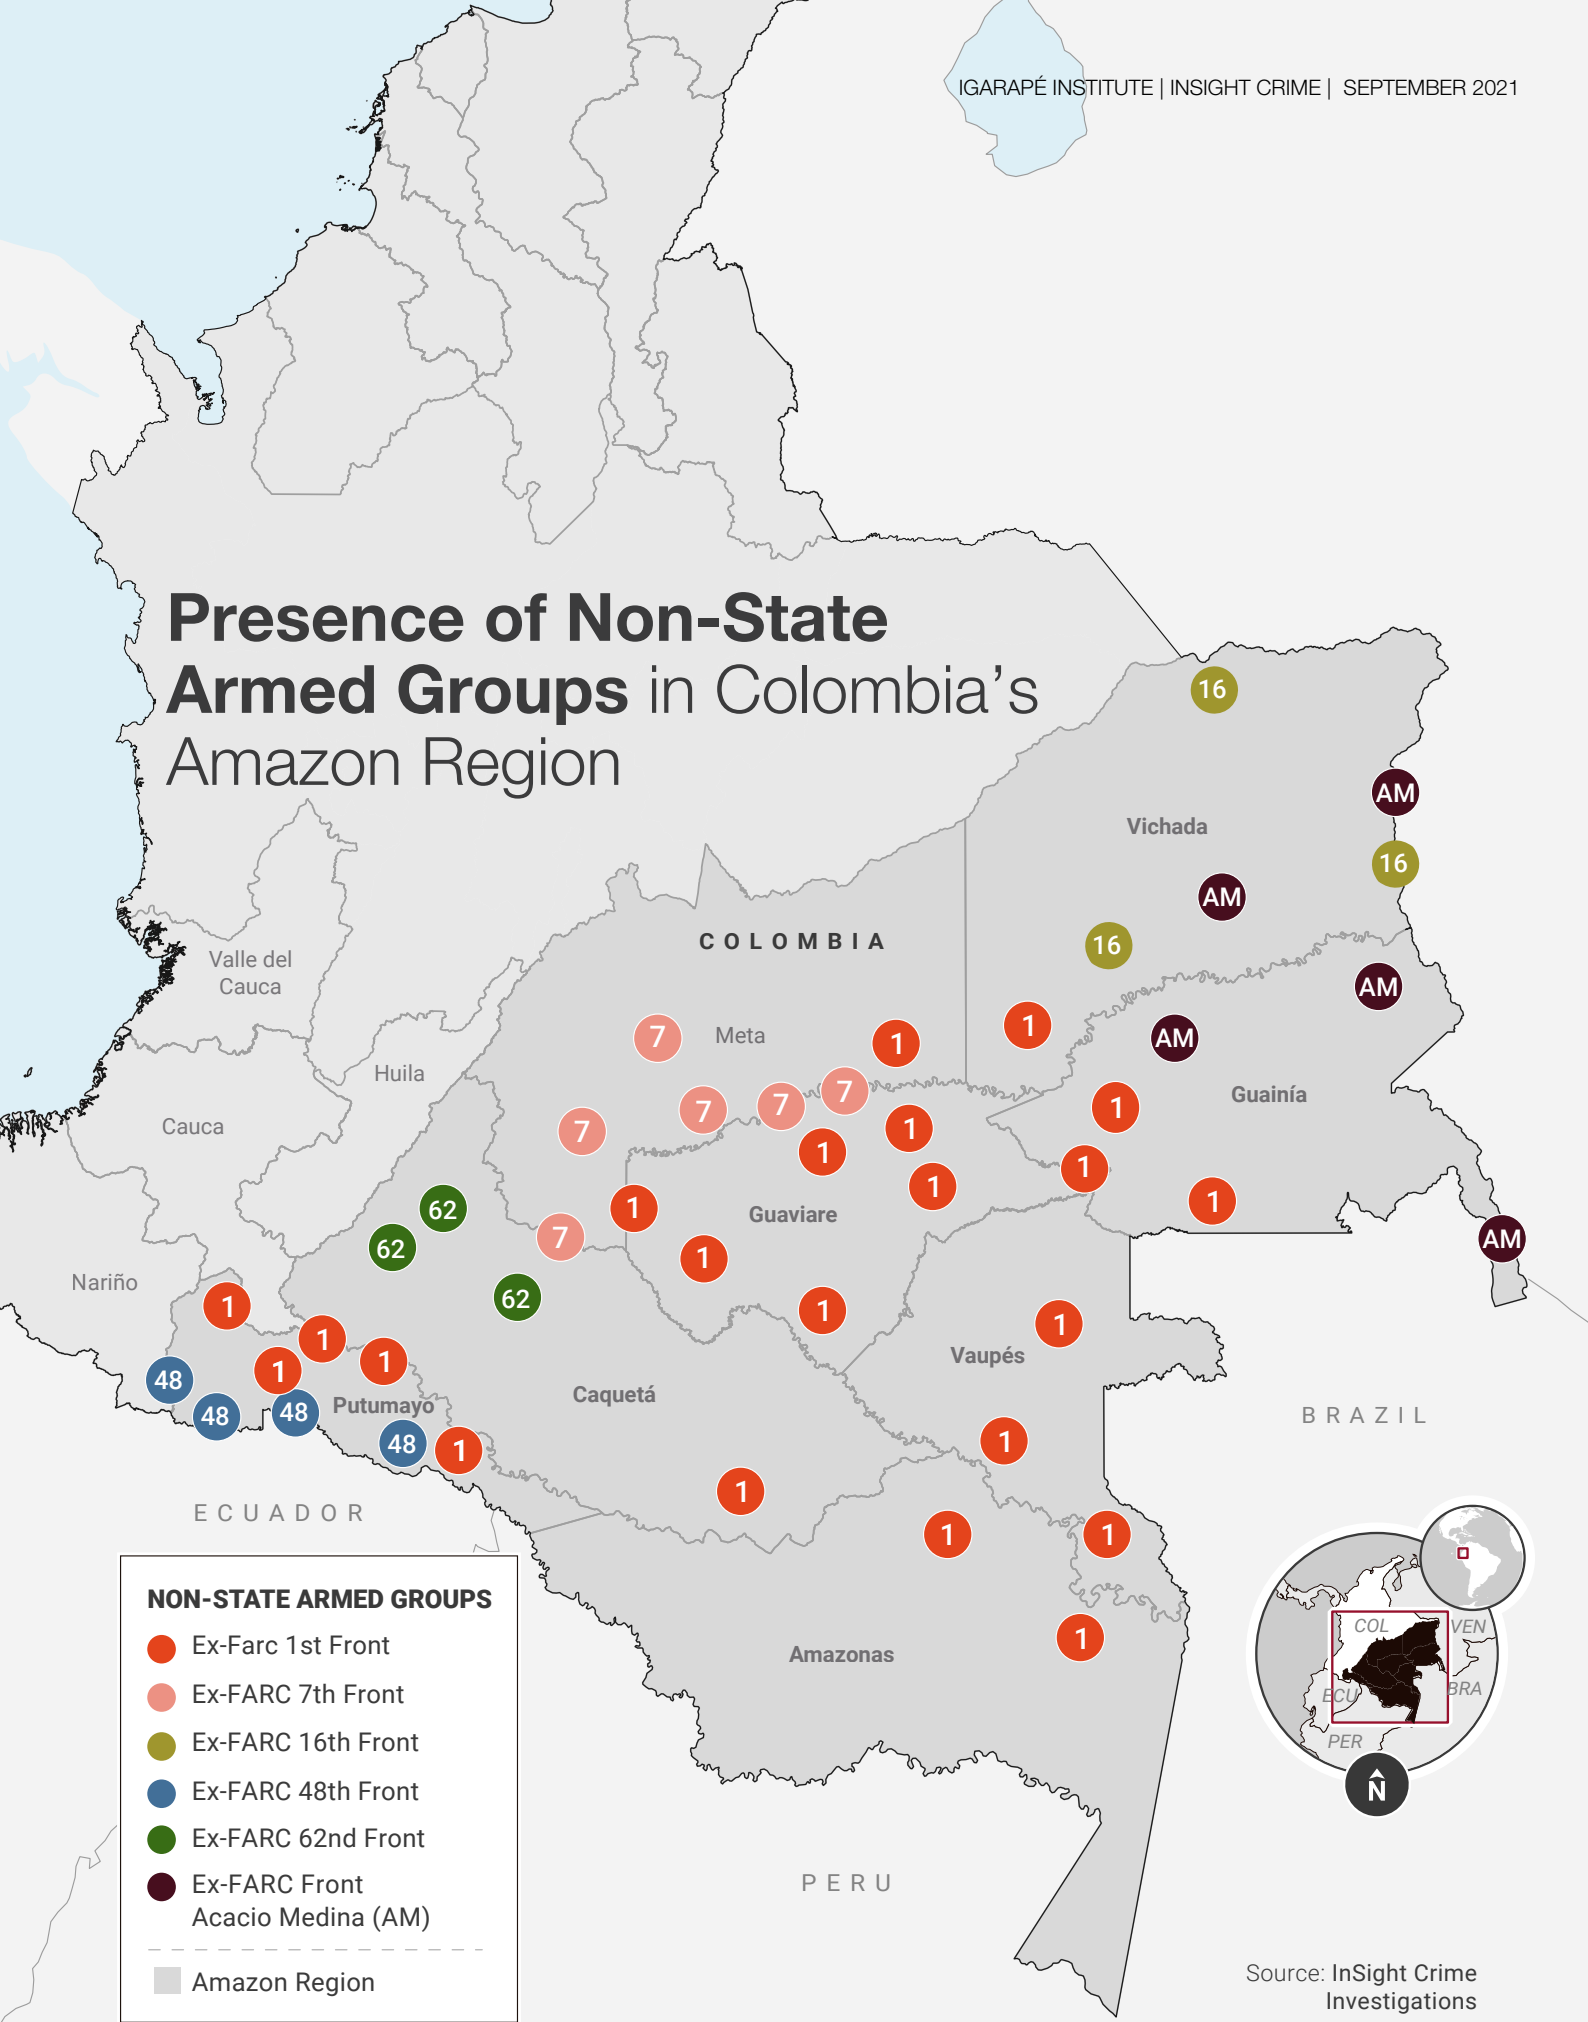 IGARAPÉ INSTITUTE | INSIGHT CRIME | SEPTEMBER 2021
Presence of Non-State
Armed Groups in Colombia's
Amazon Region
16
AM
Vichada
16
AM
COLOMBIA
16
Valle del
Cauca
AM
1
7
Meta
1
AM
Huila
7
Guainía
7
7
1
Cauca
7
1
1
1
1
1
62
1
Guaviare
1
7
AM
62
1
Nariño
62
1
1
1
1
Vaupés
1
1
48
Caquetá
Putumayo
48
48
BRAZIL
48
1
1
1
ECUADOR
1
1
1
Amazonas
PERU
NON-STATE ARMED GROUPS
Ex-Farc 1st Front
Ex-FARC 7th Front
Ex-FARC 16th Front
Ex-FARC 48th Front
Ex-FARC 62nd Front
Ex-FARC Front
Acacio Medina (AM)
Amazon Region
COL
VEN
ECU
BRA
PER
N
Source: InSight Crime
Investigations